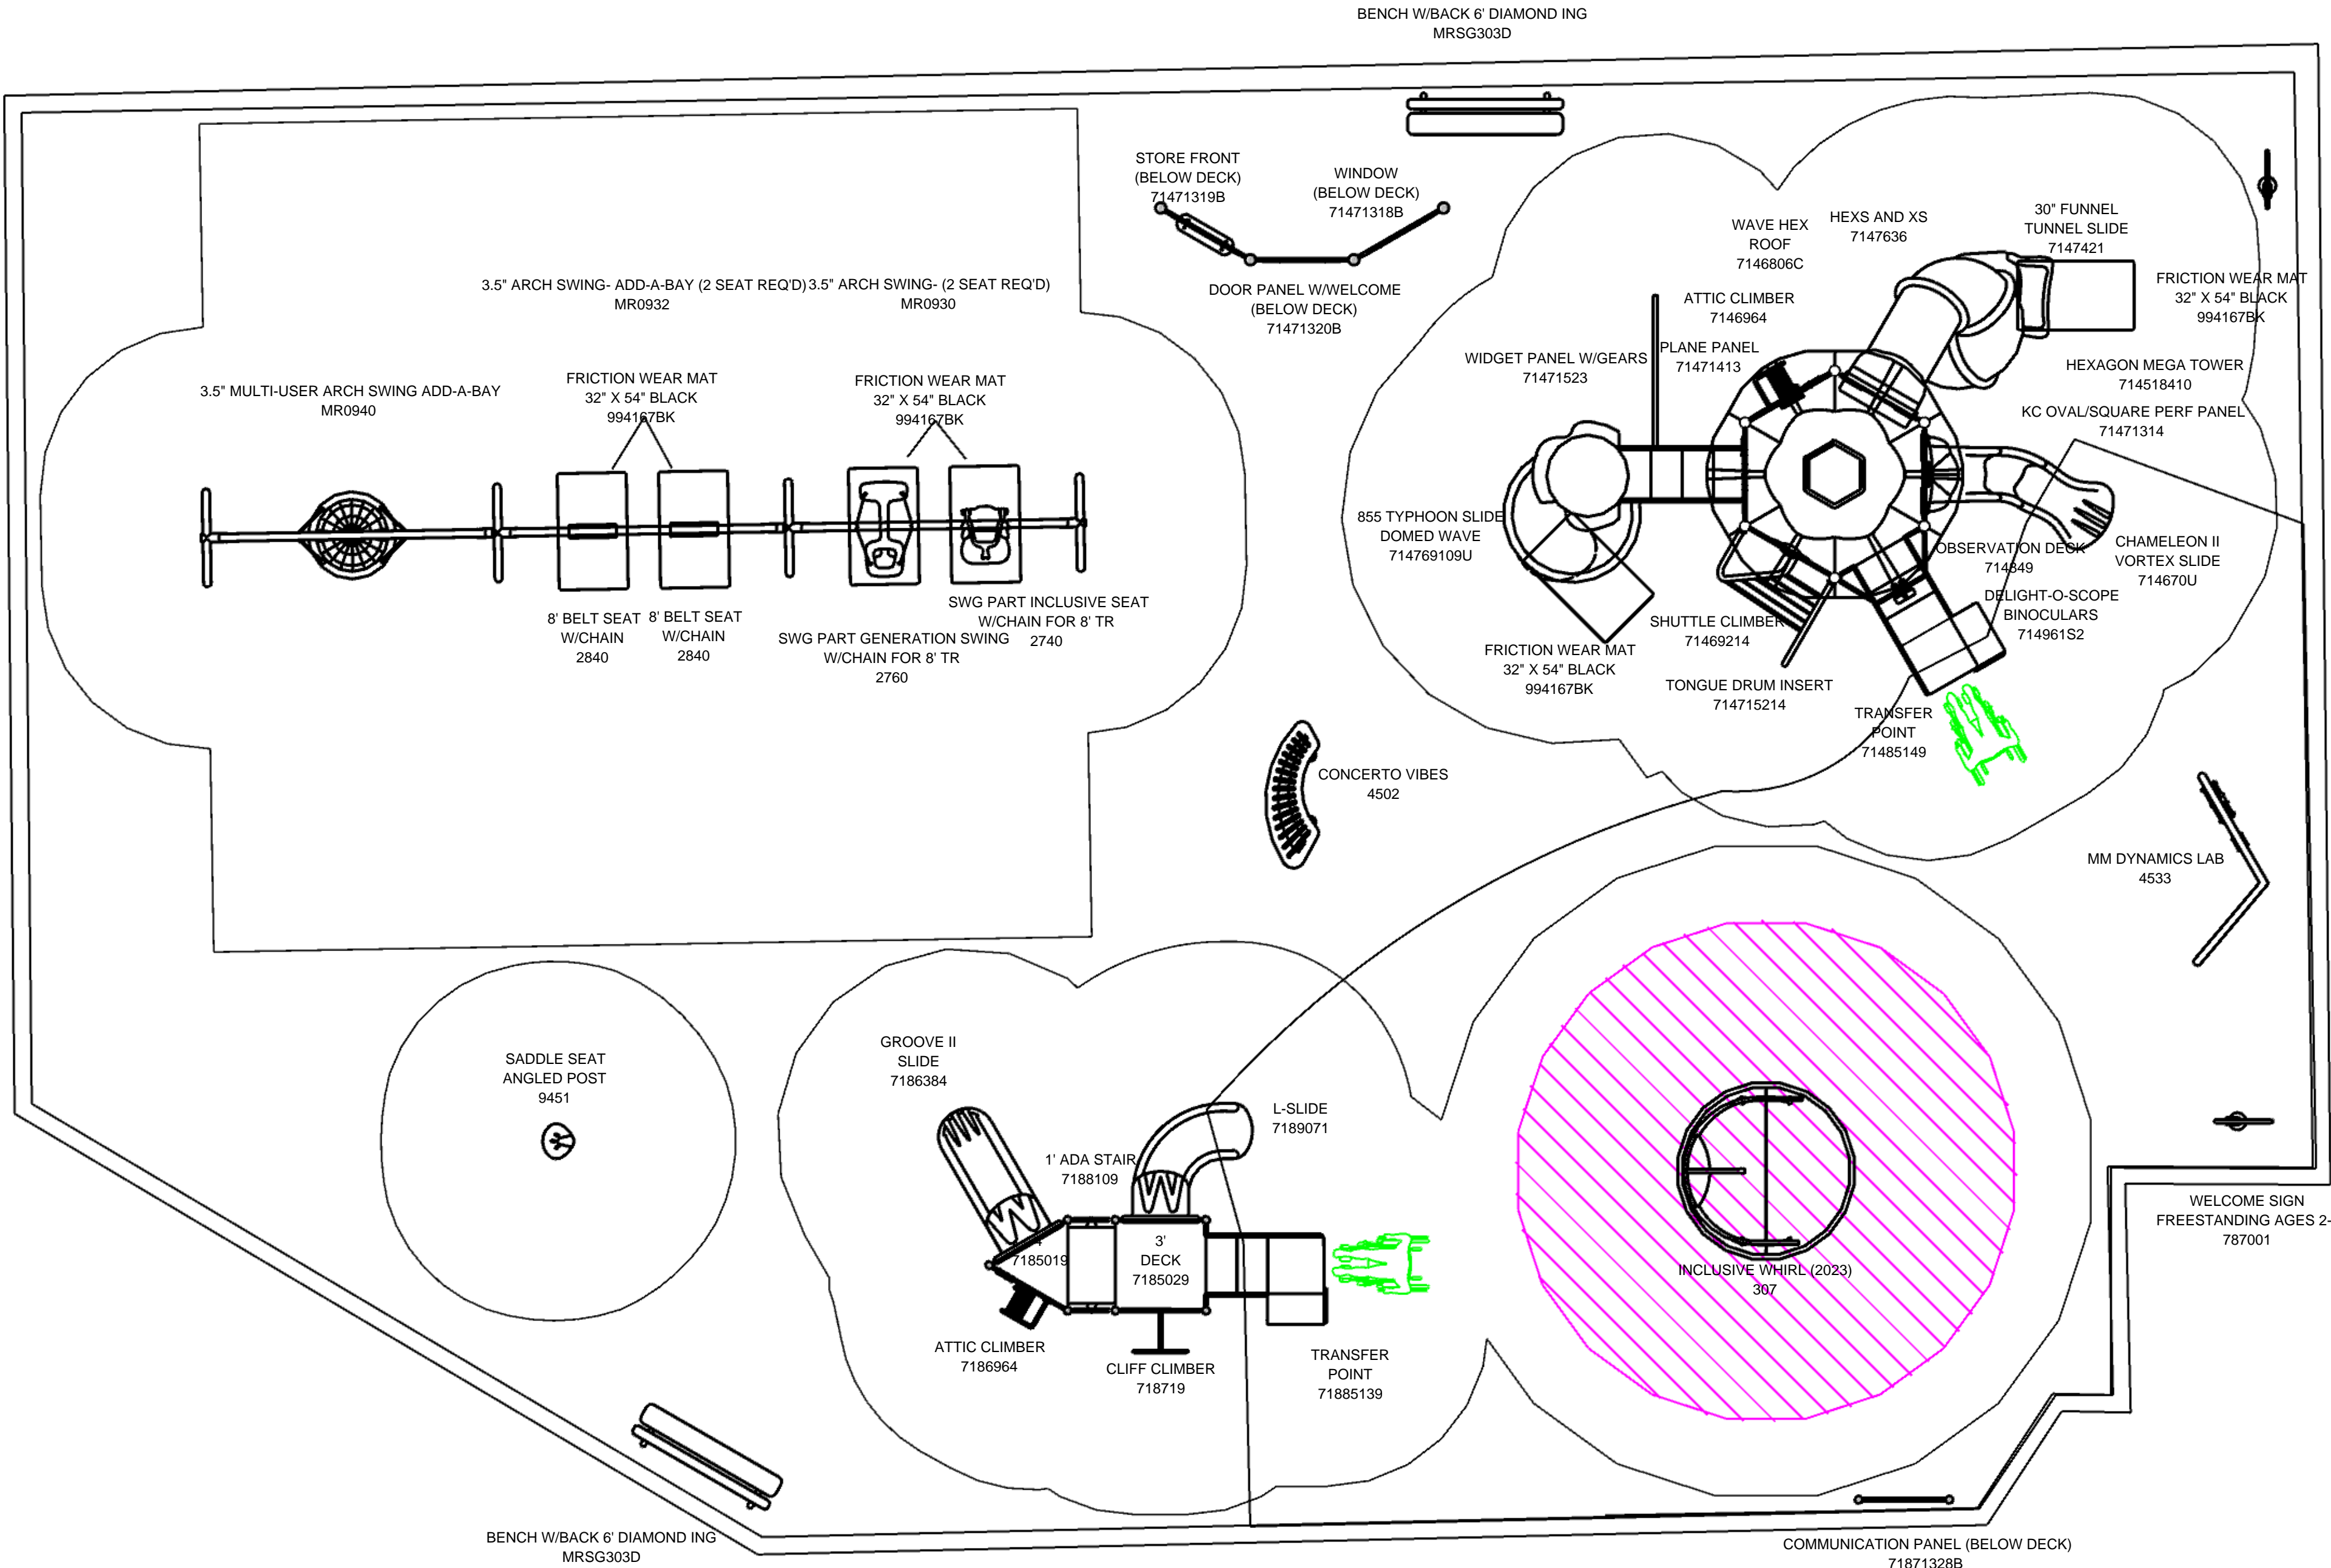 BENCH W/BACK 6' DIAMOND ING
MRSG303D
STORE FRONT
(BELOW DECK)
71471319B
WINDOW
(BELOW DECK)
71471318B
DOOR PANEL W/WELCOME
(BELOW DECK)
71471320B
WAVE HEX
ROOF
7146806C
HEXS AND XS
7147636
30" FUNNEL
TUNNEL SLIDE
7147421
FRICTION WEAR MAT
32" X 54" BLACK
994167BK
3.5" ARCH SWING- ADD-A-BAY (2 SEAT REQ'D)
MR0932
3.5" ARCH SWING- (2 SEAT REQ'D)
MR0930
ATTIC CLIMBER
7146964
PLANE PANEL
71471413
WIDGET PANEL W/GEARS
71471523
HEXAGON MEGA TOWER
714518410
KC OVAL/SQUARE PERF PANEL
71471314
3.5" MULTI-USER ARCH SWING ADD-A-BAY
MR0940
FRICTION WEAR MAT
32" X 54" BLACK
994167BK
FRICTION WEAR MAT
32" X 54" BLACK
994167BK
855 TYPHOON SLIDE
DOMED WAVE
714769109U
OBSERVATION DECK
714849
CHAMELEON II
VORTEX SLIDE
714670U
DELIGHT-O-SCOPE
BINOCULARS
714961S2
8' BELT SEAT
W/CHAIN
2840
8' BELT SEAT
W/CHAIN
2840
SWG PART GENERATION SWING
W/CHAIN FOR 8' TR
2760
SWG PART INCLUSIVE SEAT
W/CHAIN FOR 8' TR
2740
SHUTTLE CLIMBER
71469214
FRICTION WEAR MAT
32" X 54" BLACK
994167BK
TONGUE DRUM INSERT
714715214
TRANSFER
POINT
71485149
CONCERTO VIBES
4502
MM DYNAMICS LAB
4533
SADDLE SEAT
ANGLED POST
9451
GROOVE II
SLIDE
7186384
L-SLIDE
7189071
1' ADA STAIR
7188109
7185019
3'
DECK
7185029
ATTIC CLIMBER
7186964
CLIFF CLIMBER
718719
TRANSFER
POINT
71885139
INCLUSIVE WHIRL (2023)
307
WELCOME SIGN
FREESTANDING AGES 2-
787001
BENCH W/BACK 6' DIAMOND ING
MRSG303D
COMMUNICATION PANEL (BELOW DECK)
71871328B